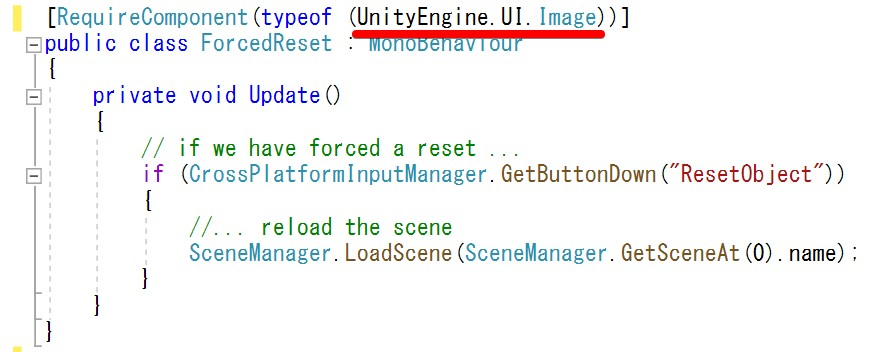 [RequireComponent(typeof (UnityEngine.UI.Image))]
public class ForcedReset : MonoBehaviour
{
private void Update()
{
// if we have forced a reset ...
if (CrossPlatformInputManager.GetButtonDown("ResetObject"))
{
//... reload the scene
SceneManager.LoadScene(SceneManager.GetSceneAt(0).name);
}
}
}